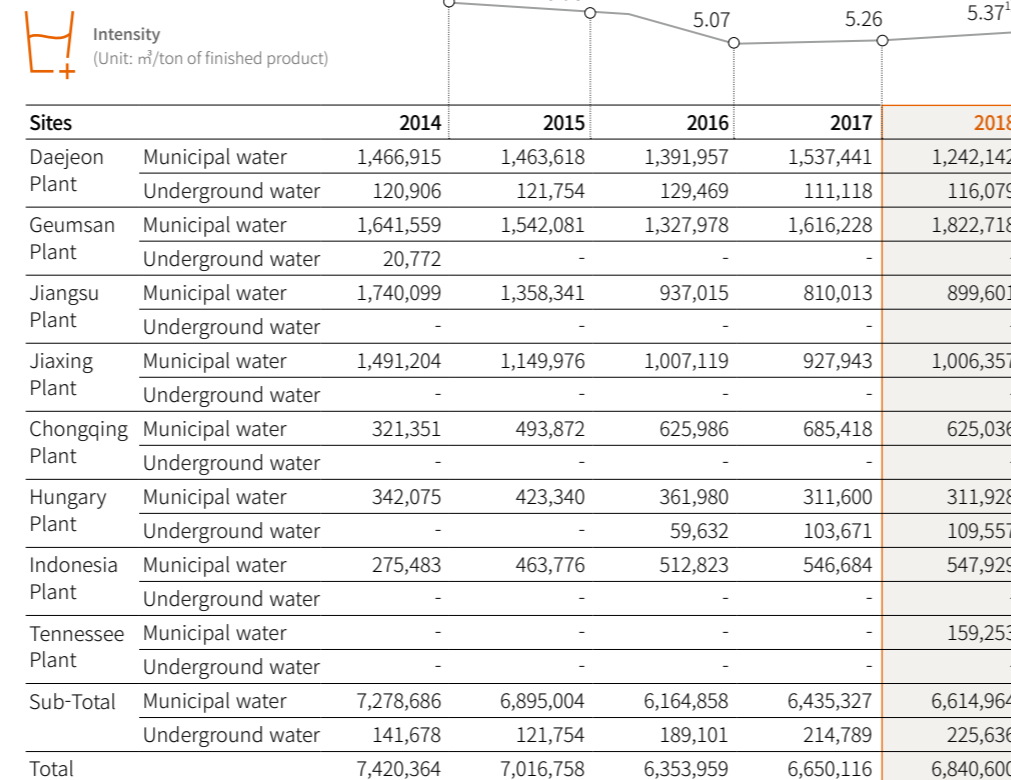 5.07 5.26 5.37¹
Intensity
(Unit: ㎥/ton of finished product)
Sites 2014 2015 2016 2017 2018
Daejeon Plant Municipal water 1,466,915 1,463,618 1,391,957 1,537,441 1,242,142
Underground water 120,906 121,754 129,469 111,118 116,079
Geumsan Plant Municipal water 1,641,559 1,542,081 1,327,978 1,616,228 1,822,718
Underground water 20,772 - - - -
Jiangsu Plant Municipal water 1,740,099 1,358,341 937,015 810,013 899,601
Underground water - - - - -
Jiaxing Plant Municipal water 1,491,204 1,149,976 1,007,119 927,943 1,006,357
Underground water - - - - -
Chongqing Plant Municipal water 321,351 493,872 625,986 685,418 625,036
Underground water - - - - -
Hungary Plant Municipal water 342,075 423,340 361,980 311,600 311,928
Underground water - - 59,632 103,671 109,557
Indonesia Plant Municipal water 275,483 463,776 512,823 546,684 547,929
Underground water - - - - -
Tennessee Plant Municipal water - - - - 159,253
Underground water - - - - -
Sub-Total Municipal water 7,278,686 6,895,004 6,164,858 6,435,327 6,614,964
Underground water 141,678 121,754 189,101 214,789 225,636
Total 7,420,364 7,016,758 6,353,959 6,650,116 6,840,600